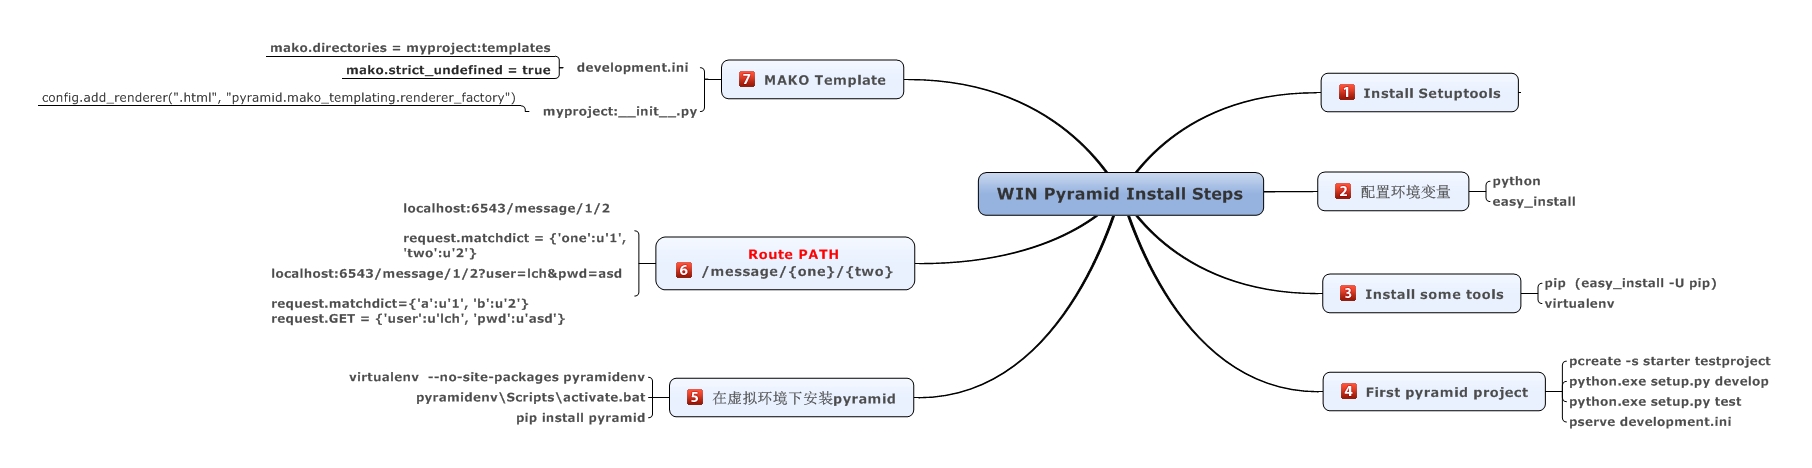 WIN Pyramid Install Steps
1 Install Setuptools
2 配置环境变量
python
easy_install
3 Install some tools
pip  (easy_install -U pip)
virtualenv
4 First pyramid project
pcreate -s starter testproject
python.exe setup.py develop
python.exe setup.py test
pserve development.ini
5 在虚拟环境下安装pyramid
virtualenv  --no-site-packages pyramidenv
pyramidenv\Scripts\activate.bat
pip install pyramid
Route PATH
6 /message/{one}/{two}
localhost:6543/message/1/2
request.matchdict = {'one':u'1',
'two':u'2'}
localhost:6543/message/1/2?user=lch&pwd=asd
request.matchdict={'a':u'1', 'b':u'2'}
request.GET = {'user':u'lch', 'pwd':u'asd'}
7 MAKO Template
development.ini
mako.directories = myproject:templates
mako.strict_undefined = true
myproject:__init__.py
config.add_renderer(".html", "pyramid.mako_templating.renderer_factory")